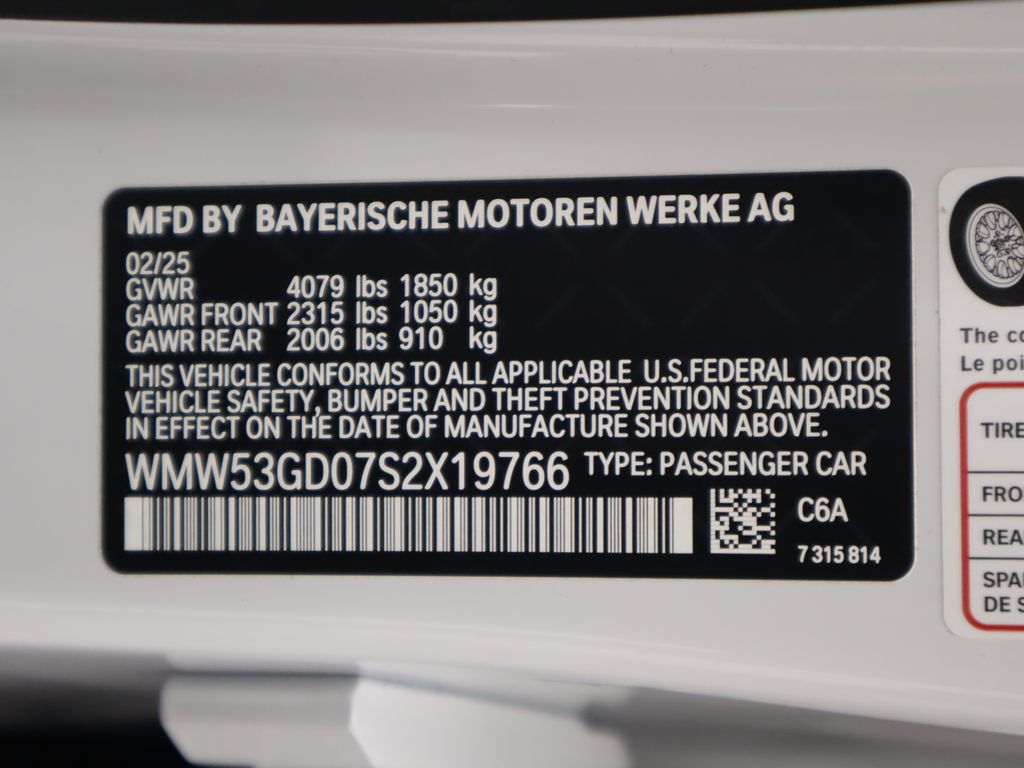 MFD BY BAYERISCHE MOTOREN WERKE AG
02/25
GVWR 4079 lbs 1850 kg
GAWR FRONT 2315 lbs 1050 kg
GAWR REAR 2006 lbs 910 kg
THIS VEHICLE CONFORMS TO ALL APPLICABLE U.S.FEDERAL MOTOR
VEHICLE SAFETY, BUMPER AND THEFT PREVENTION STANDARDS
IN EFFECT ON THE DATE OF MANUFACTURE SHOWN ABOVE.
WMW53GD07S2X19766 TYPE: PASSENGER CAR
C6A
7 315 814
The
Le
TIRE
DE